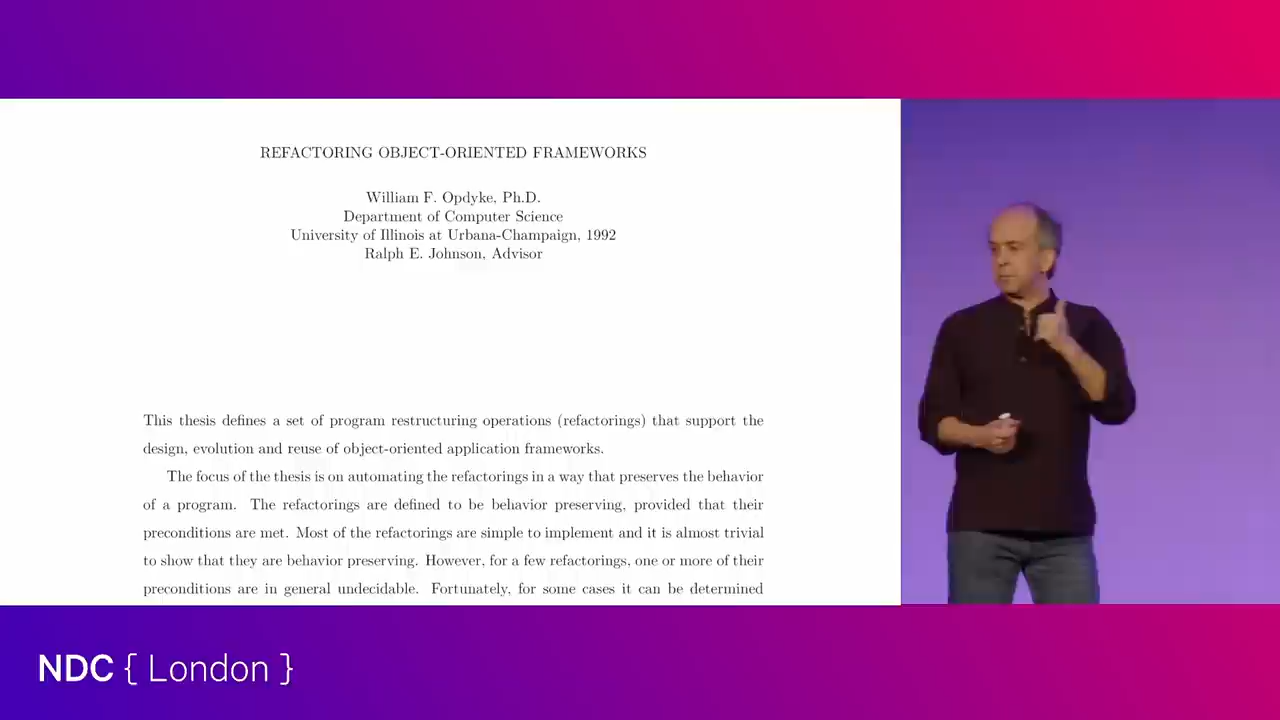 REFACTORING OBJECT-ORIENTED FRAMEWORKS
William F. Opdyke, Ph.D.
Department of Computer Science
University of Illinois at Urbana-Champaign, 1992
Ralph E. Johnson, Advisor
This thesis defines a set of program restructuring operations (refactorings) that support the
design, evolution and reuse of object-oriented application frameworks.
The focus of the thesis is on automating the refactorings in a way that preserves the behavior
of a program. The refactorings are defined to be behavior preserving, provided that their
preconditions are met. Most of the refactorings are simple to implement and it is almost trivial
to show that they are behavior preserving. However, for a few refactorings, one or more of their
preconditions are in general undecidable. Fortunately, for some cases it can be determined
NDC { London }